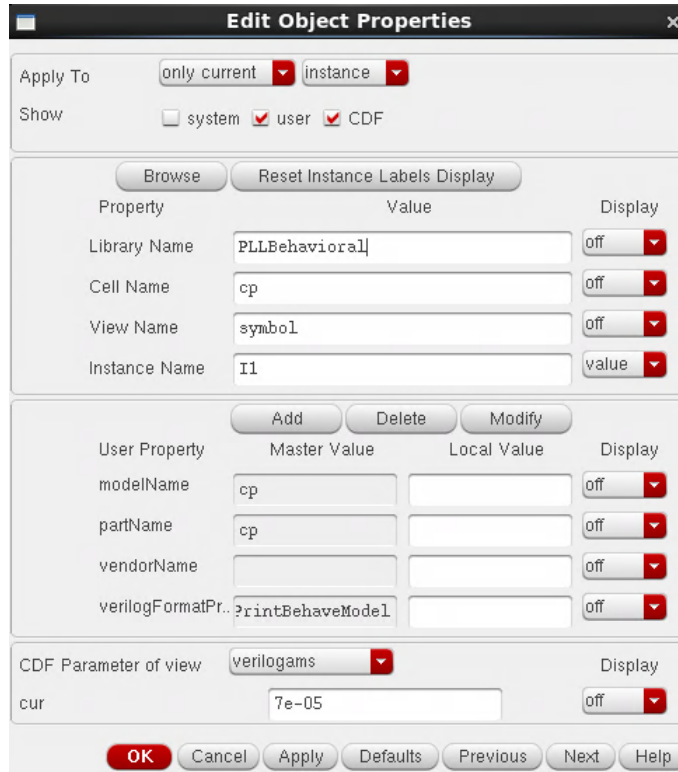 Edit Object Properties
Apply To only current instance
Show system user CDF
Browse Reset Instance Labels Display
Property Value Display
Library Name PLLBehavioral off
Cell Name cp off
View Name symbol off
Instance Name I1 value
Add Delete Modify
User Property Master Value Local Value Display
modelName cp off
partName cp off
vendorName off
verilogFormatPr.. PrintBehaveModel off
CDF Parameter of view verilogams Display
cur 7e-05 off
OK Cancel Apply Defaults Previous Next Help